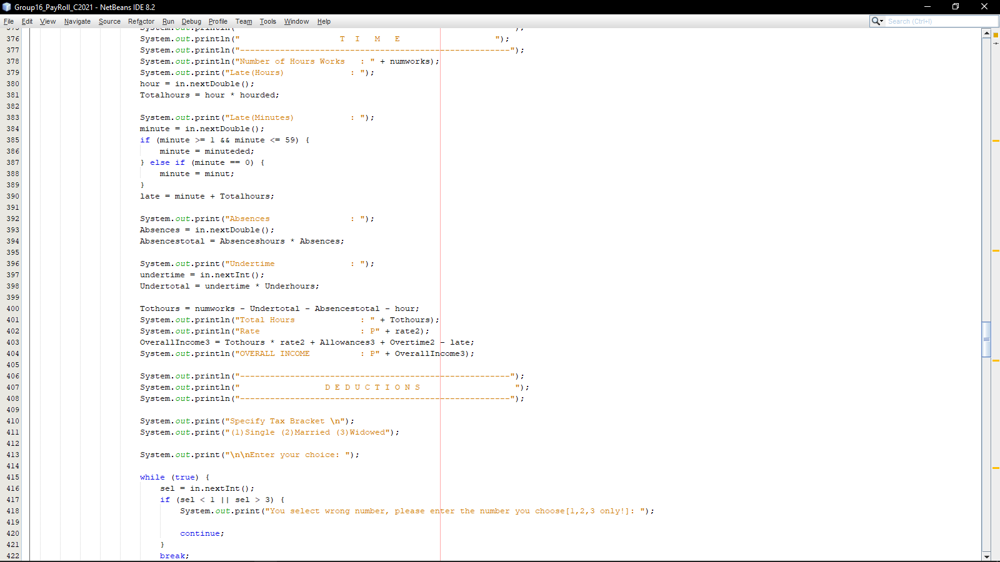 Group16_PayRoll_C2021 - NetBeans IDE 8.2
File Edit View Navigate Source Refactor Run Debug Profile Team Tools Window Help
Search (Ctrl+I)
376 System.out.println("                    T  I   M   E                   ");
377 System.out.println("------------------------------------------------------");
378 System.out.println("Number of Hours Works   : " + numworks);
379 System.out.print("Late(Hours)             : ");
380 hour = in.nextDouble();
381 Totalhours = hour * hourded;
382
383 System.out.print("Late(Minutes)           : ");
384 minute = in.nextDouble();
385 if (minute >= 1 && minute <= 59) {
386     minute = minuteded;
387 } else if (minute == 0) {
388     minute = minut;
389 }
390 late = minute + Totalhours;
391
392 System.out.print("Absences                : ");
393 Absences = in.nextDouble();
394 Absencestotal = Absenceshours * Absences;
395
396 System.out.print("Undertime               : ");
397 undertime = in.nextInt();
398 Undertotal = undertime * Underhours;
399
400 Tothours = numworks - Undertotal - Absencestotal - hour;
401 System.out.println("Total Hours             : " + Tothours);
402 System.out.println("Rate                    : P" + rate2);
403 OverallIncome3 = Tothours * rate2 + Allowances3 + Overtime2 - late;
404 System.out.println("OVERALL INCOME          : P" + OverallIncome3);
405
406 System.out.println("------------------------------------------------------");
407 System.out.println("                 D E D U C T I O N S                   ");
408 System.out.println("------------------------------------------------------");
409
410 System.out.print("Specify Tax Bracket \n");
411 System.out.print("(1)Single (2)Married (3)Widowed");
412
413 System.out.print("\n\nEnter your choice: ");
414
415 while (true) {
416     sel = in.nextInt();
417     if (sel < 1 || sel > 3) {
418         System.out.print("You select wrong number, please enter the number you choose[1,2,3 only!]: ");
419
420         continue;
421     }
422     break;